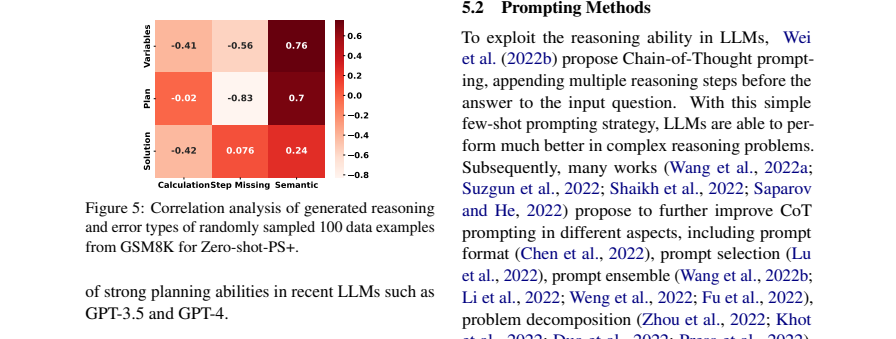 Variables
Plan
Solution
-0.41 -0.56 0.76
-0.02 -0.83 0.7
-0.42 0.076 0.24
Calculation Step Missing Semantic
0.6
0.4
0.2
0.0
−0.2
−0.4
−0.6
−0.8
Figure 5: Correlation analysis of generated reasoning
and error types of randomly sampled 100 data examples
from GSM8K for Zero-shot-PS+.
of strong planning abilities in recent LLMs such as
GPT-3.5 and GPT-4.
5.2 Prompting Methods
To exploit the reasoning ability in LLMs, Wei
et al. (2022b) propose Chain-of-Thought prompt-
ing, appending multiple reasoning steps before the
answer to the input question. With this simple
few-shot prompting strategy, LLMs are able to per-
form much better in complex reasoning problems.
Subsequently, many works (Wang et al., 2022a;
Suzgun et al., 2022; Shaikh et al., 2022; Saparov
and He, 2022) propose to further improve CoT
prompting in different aspects, including prompt
format (Chen et al., 2022), prompt selection (Lu
et al., 2022), prompt ensemble (Wang et al., 2022b;
Li et al., 2022; Weng et al., 2022; Fu et al., 2022),
problem decomposition (Zhou et al., 2022; Khot